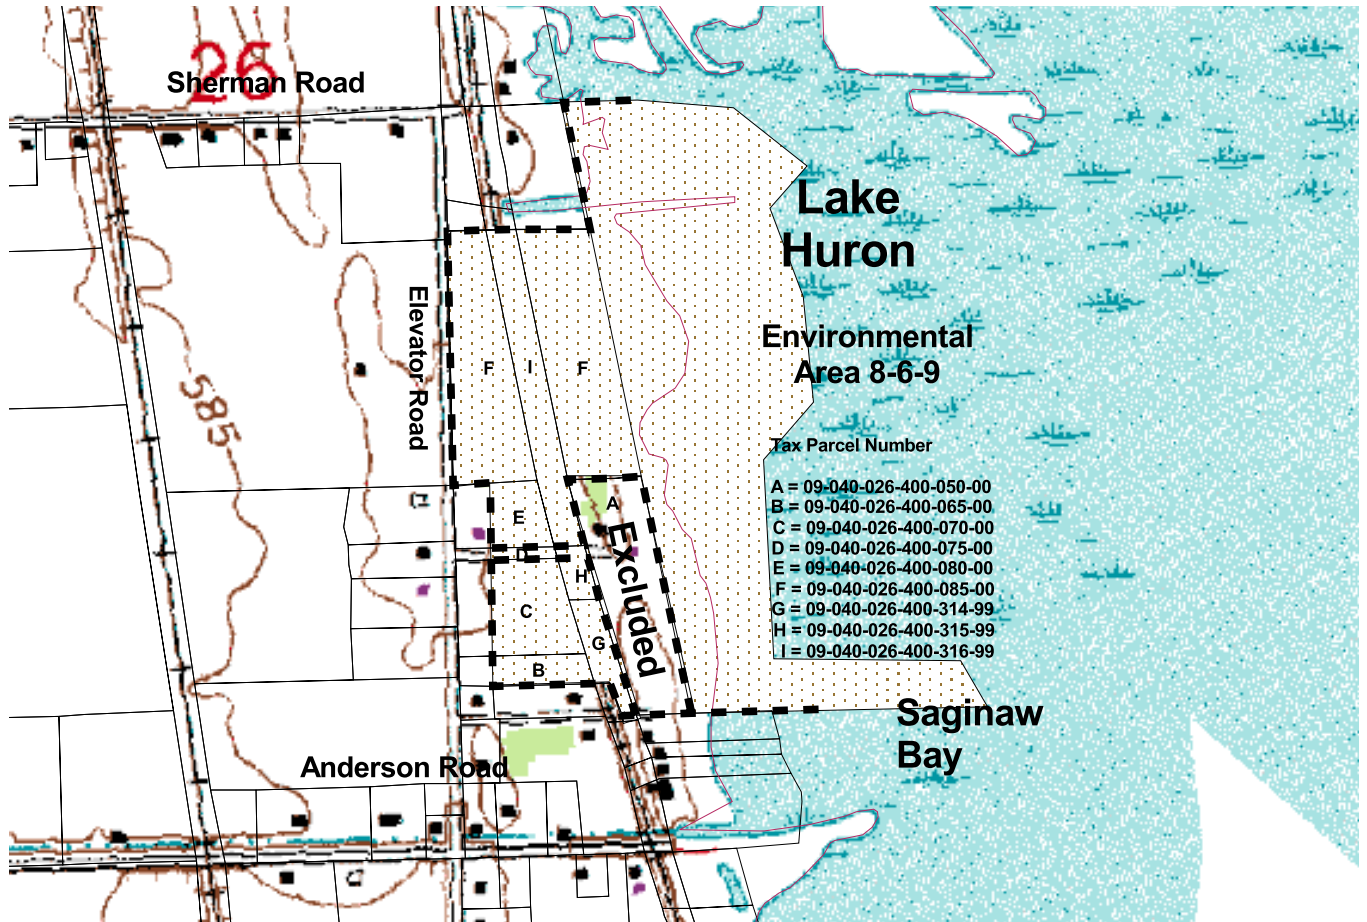 26
Sherman Road
Lake
Huron
Elevator Road
Environmental
Area 8-6-9
F
I
F
585
Tax Parcel Number
A = 09-040-026-400-050-00
B = 09-040-026-400-065-00
C = 09-040-026-400-070-00
D = 09-040-026-400-075-00
E = 09-040-026-400-080-00
F = 09-040-026-400-085-00
G = 09-040-026-400-314-99
H = 09-040-026-400-315-99
I = 09-040-026-400-316-99
A
E
D
Excluded
H
C
G
B
Saginaw
Bay
Anderson Road